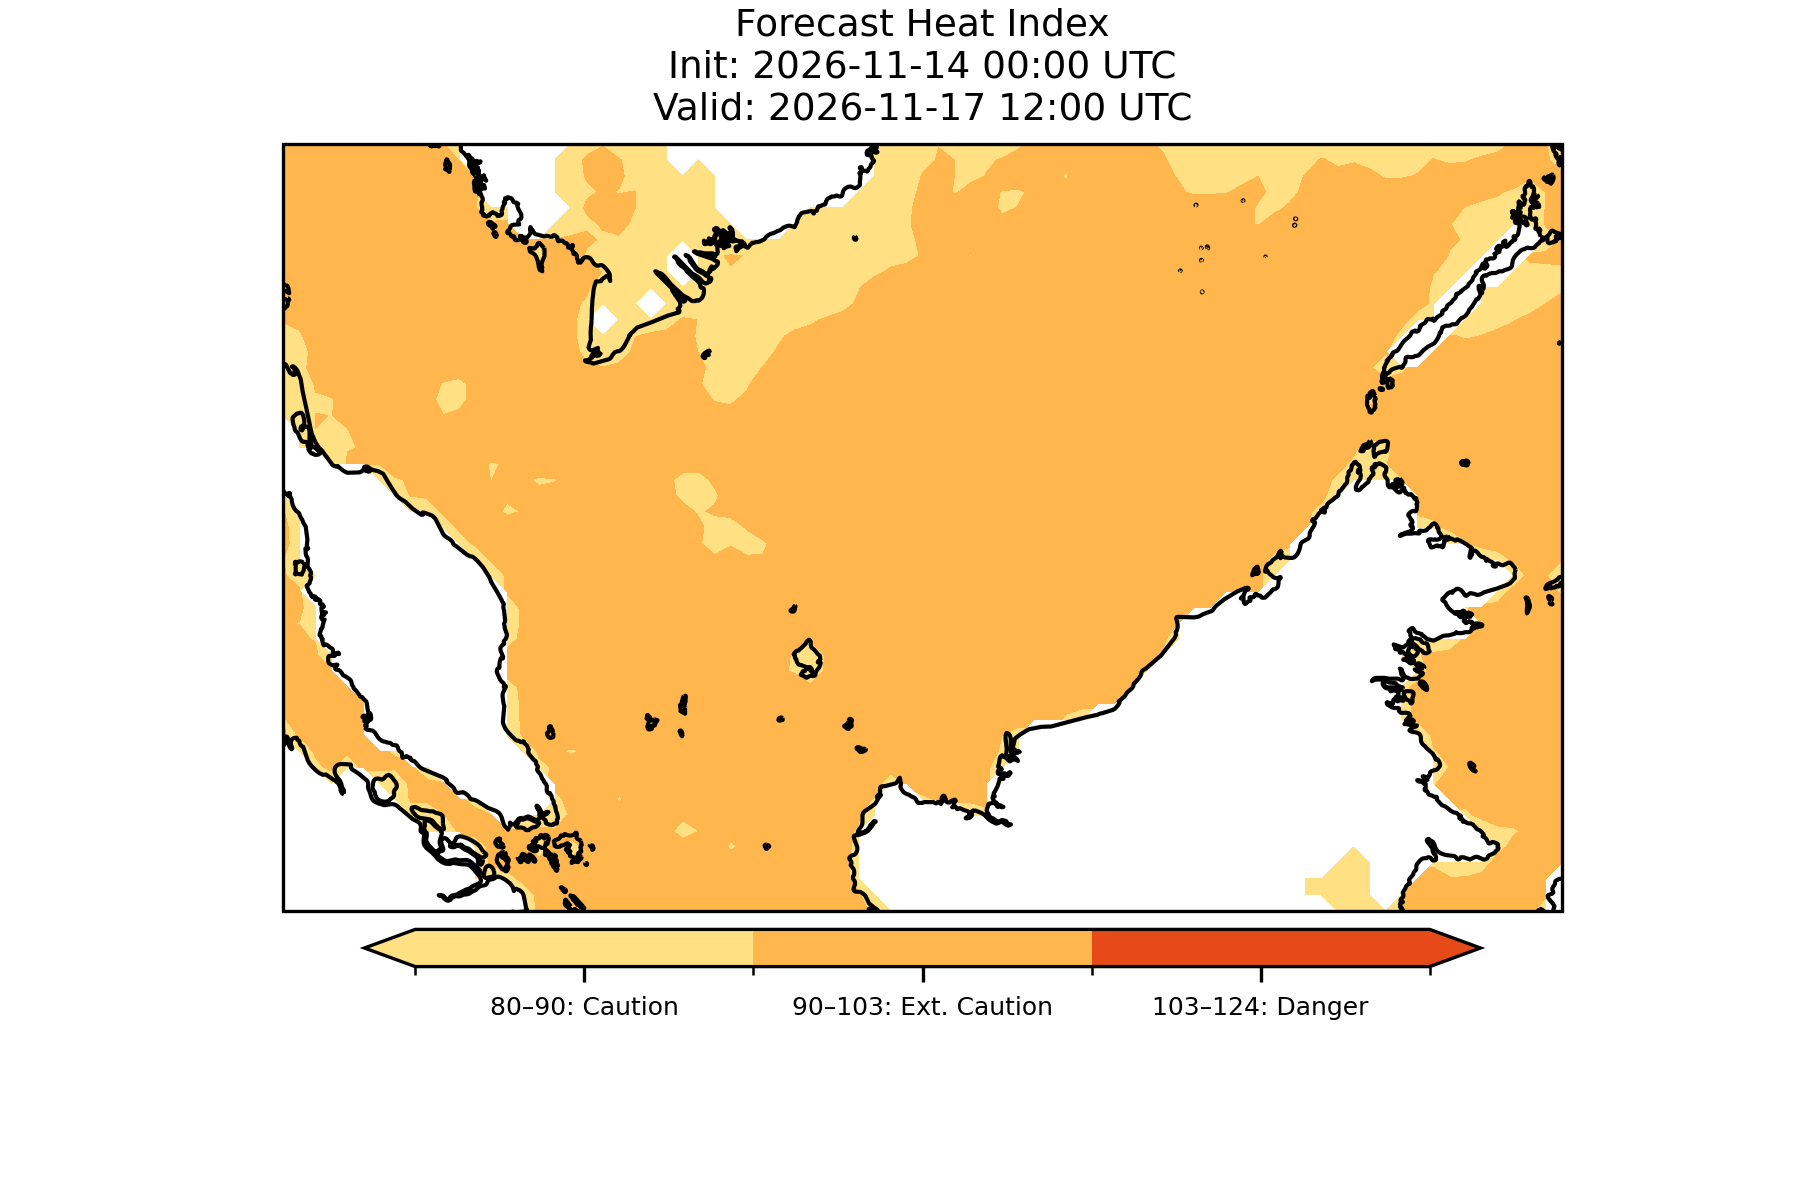 Forecast Heat Index
Init: 2026-11-14 00:00 UTC
Valid: 2026-11-17 12:00 UTC
80–90: Caution
90–103: Ext. Caution
103–124: Danger